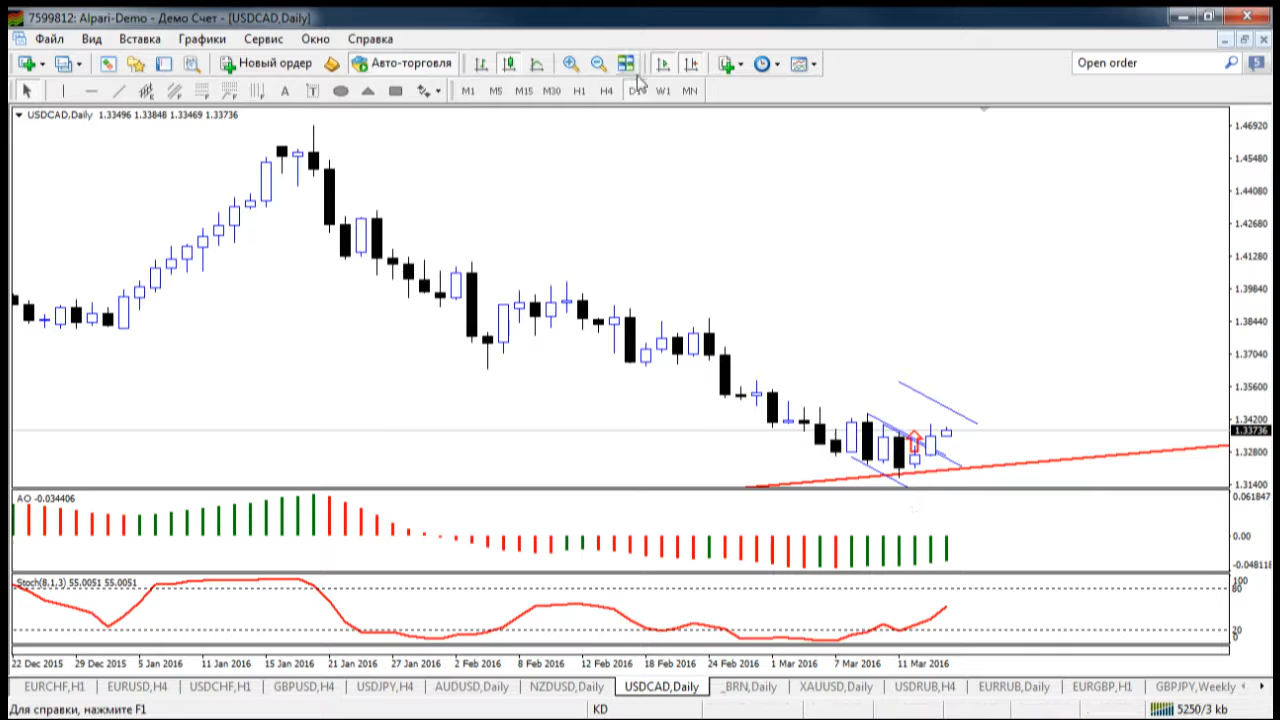 7599812: Alpari-Demo - Демо Счет - [USDCAD,Daily]
Файл Вид Вставка Графики Сервис Окно Справка
Новый ордер Авто-торговля Open order 5
A T M1 M5 M15 M30 H1 H4 W1 MN
USDCAD,Daily 1.33496 1.33848 1.33469 1.33736
1.46920
1.45480
1.44080
1.42680
1.41280
1.39840
1.38440
1.37040
1.35600
1.34200
1.33736
1.32800
1.31400
AO -0.034406
0.061847
0.00
-0.048118
Stoch(8,1,3) 55.0051 55.0051
100
80
20
0
22 Dec 2015 29 Dec 2015 5 Jan 2016 11 Jan 2016 15 Jan 2016 21 Jan 2016 27 Jan 2016 2 Feb 2016 8 Feb 2016 12 Feb 2016 18 Feb 2016 24 Feb 2016 1 Mar 2016 7 Mar 2016 11 Mar 2016
EURCHF,H1 EURUSD,H4 USDCHF,H1 GBPUSD,H4 USDJPY,H4 AUDUSD,Daily NZDUSD,Daily USDCAD,Daily _BRN,Daily XAUUSD,Daily USDRUB,H4 EURRUB,Daily EURGBP,H1 GBPJPY,Weekly
Для справки, нажмите F1 KD 5250/3 kb